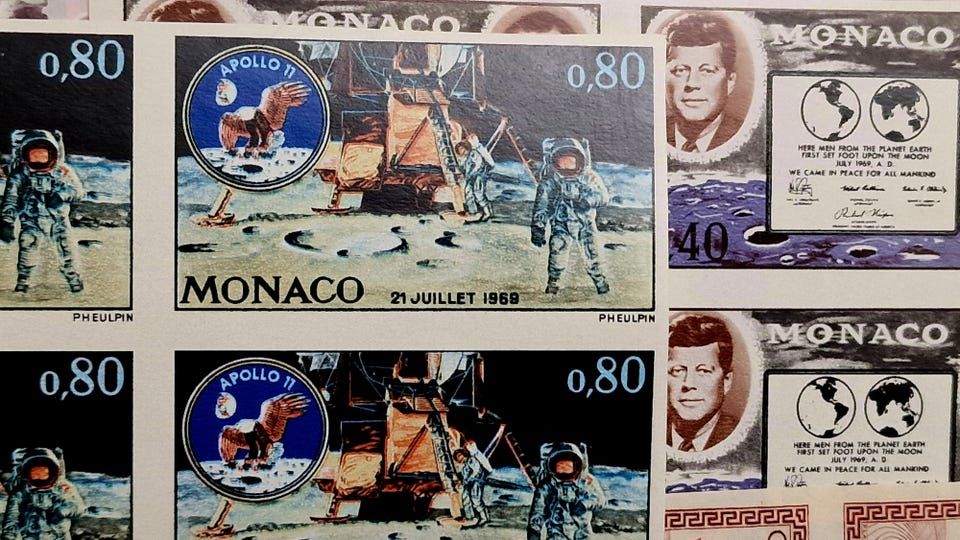 MONACO
0,80
APOLLO 11
0,80
MONACO
21 JUILLET 1969
PHEULPIN
PHEULPIN
MONACO
HERE MEN FROM THE PLANET EARTH
FIRST SET FOOT UPON THE MOON
JULY 1969, A. D.
WE CAME IN PEACE FOR ALL MANKIND
40
0,80
APOLLO 11
0,80
MONACO
HERE MEN FROM THE PLANET EARTH
FIRST SET FOOT UPON THE MOON
JULY 1969, A. D.
WE CAME IN PEACE FOR ALL MANKIND